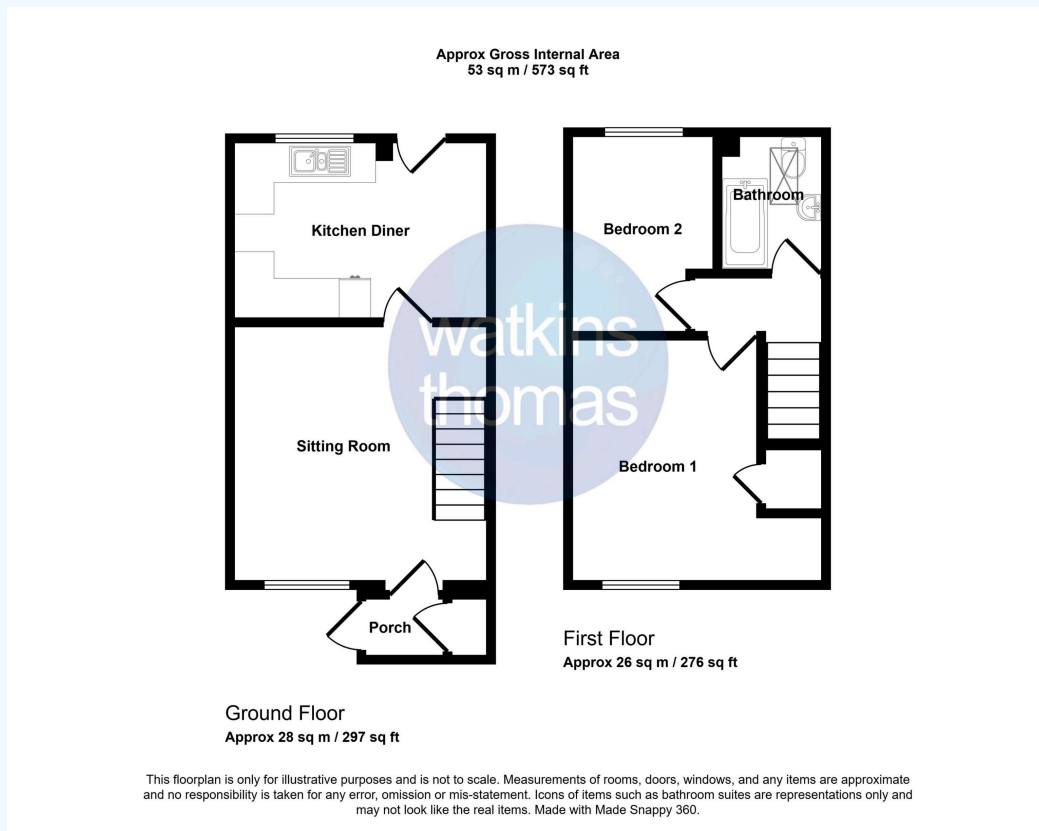 Approx Gross Internal Area
53 sq m / 573 sq ft
Kitchen Diner
Sitting Room
Porch
Bedroom 2
Bathroom
Bedroom 1
watkins
thomas
Ground Floor
Approx 28 sq m / 297 sq ft
First Floor
Approx 26 sq m / 276 sq ft
This floorplan is only for illustrative purposes and is not to scale. Measurements of rooms, doors, windows, and any items are approximate
and no responsibility is taken for any error, omission or mis-statement. Icons of items such as bathroom suites are representations only and
may not look like the real items. Made with Made Snappy 360.